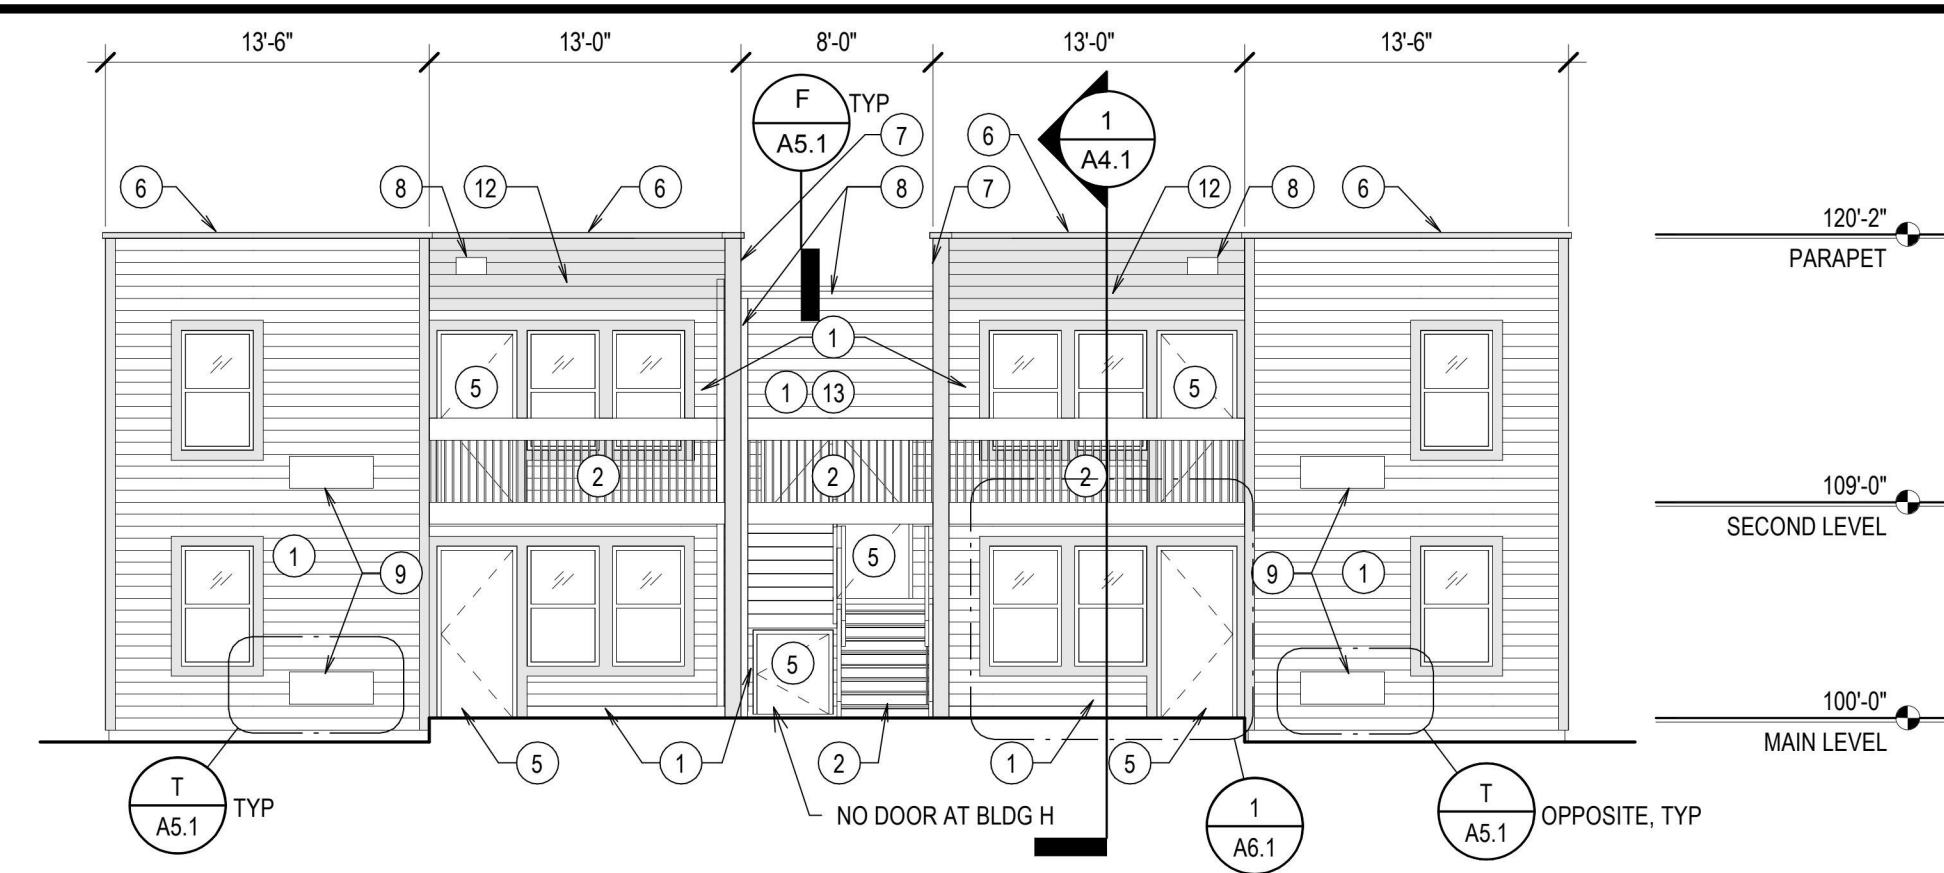 13'-6" 13'-0" 8'-0" 13'-0" 13'-6"
F
A5.1
TYP
7
6
1
A4.1
6
8
12
6
8
7
12
8
6
120'-2"
PARAPET
1
5
1
13
5
2
2
2
109'-0"
SECOND LEVEL
1
9
5
9
1
5
100'-0"
MAIN LEVEL
5
1
2
1
5
T
A5.1
TYP
NO DOOR AT BLDG H
1
A6.1
T
A5.1
OPPOSITE, TYP